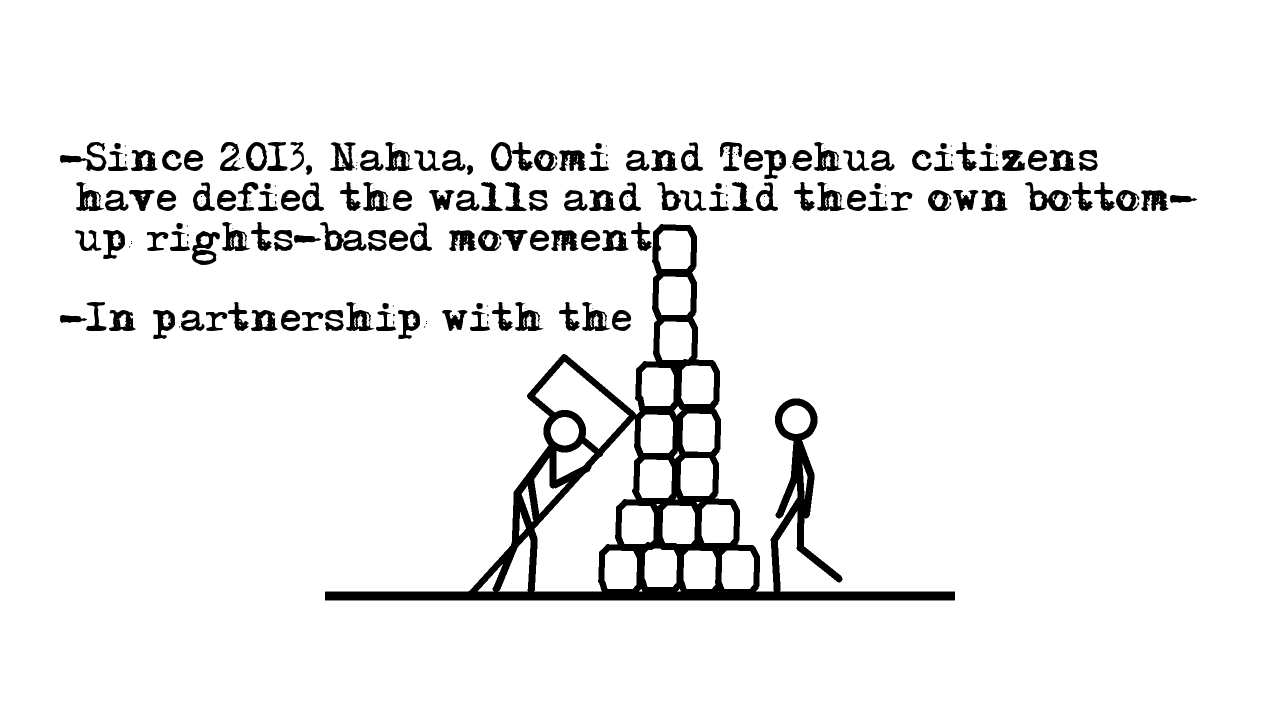 -Since 2013, Nahua, Otomi and Tepehua citizens
have defied the walls and build their own bottom-
up rights-based movement.
-In partnership with the